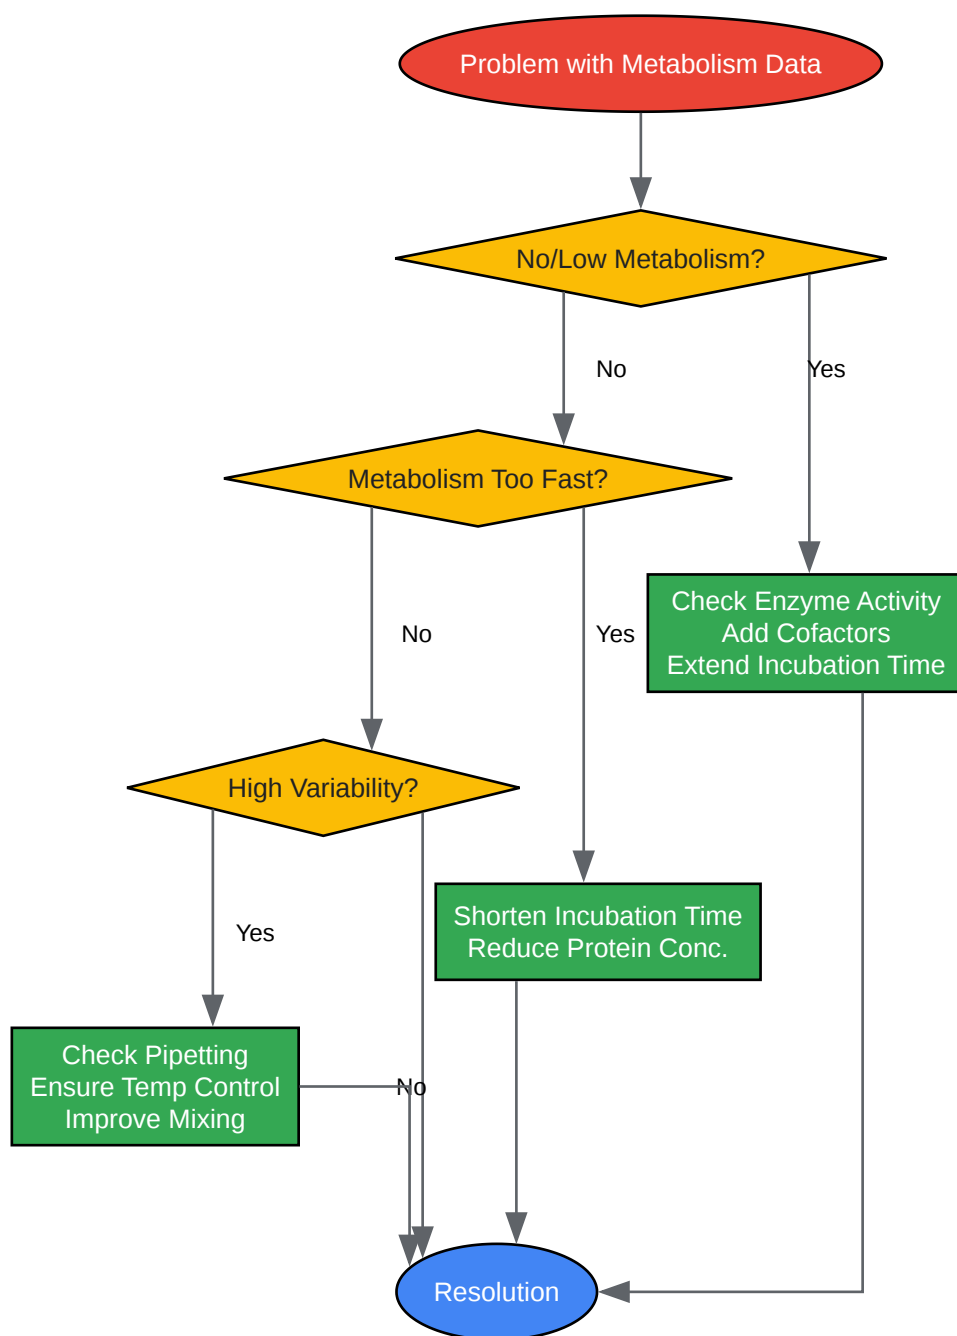 Problem with Metabolism Data
No/Low Metabolism?
No
Yes
Metabolism Too Fast?
Check Enzyme Activity
Add Cofactors
Extend Incubation Time
No
Yes
High Variability?
Shorten Incubation Time
Reduce Protein Conc.
Yes
Check Pipetting
Ensure Temp Control
Improve Mixing
No
Resolution